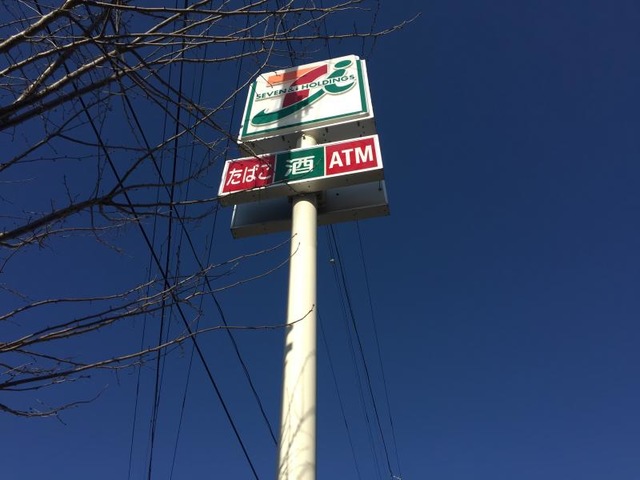 SEVEN & i HOLDINGS
たばこ 酒 ATM